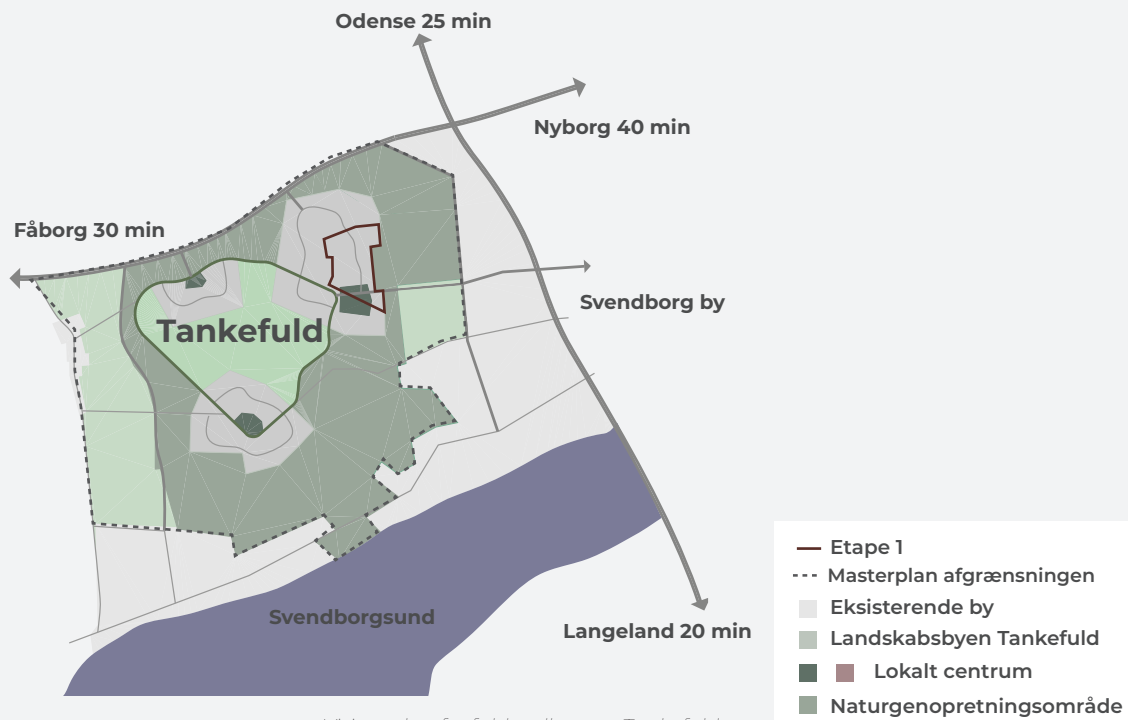 Odense 25 min
Nyborg 40 min
Fåborg 30 min
Svendborg by
Tankefuld
Svendborgsund
Langeland 20 min
Etape 1
Masterplan afgrænsningen
Eksisterende by
Landskabsbyen Tankefuld
Lokalt centrum
Naturgenopretningsområde